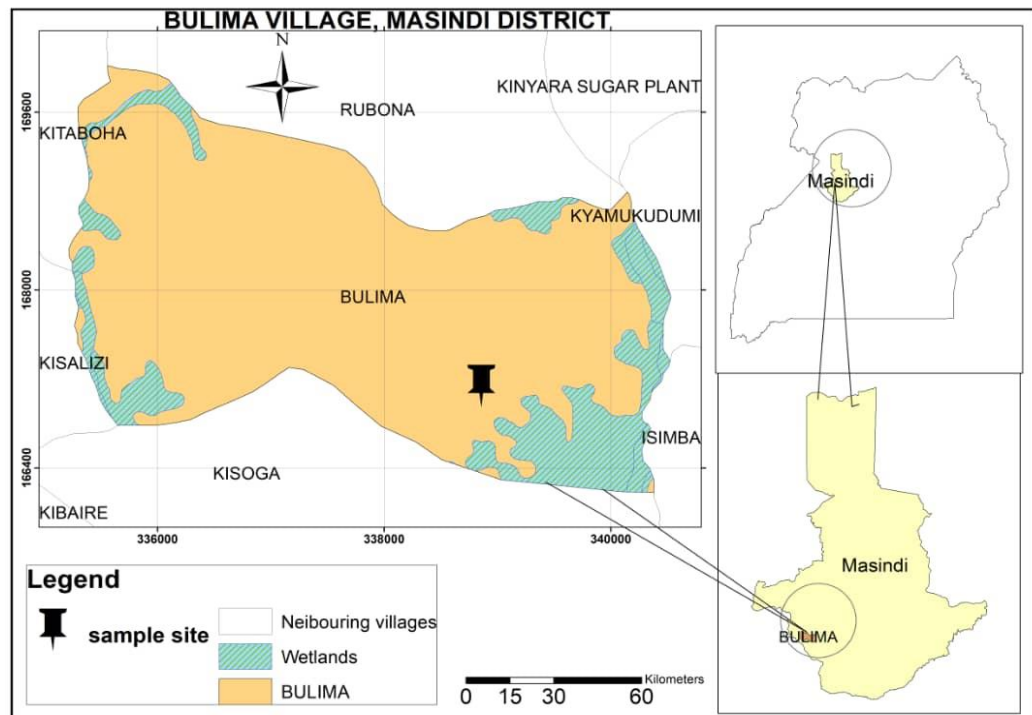 BULIMA VILLAGE, MASINDI DISTRICT
N
KINYARA SUGAR PLANT
RUBONA
169600
KITABOHA
KYAMUKUDUMI
168000
BULIMA
KISALIZI
ISIMBA
166400
KISOGA
KIBAIRE
336000 338000 340000
Legend
sample site
Neibouring villages
Wetlands
BULIMA
Kilometers
0 15 30 60
Masindi
Masindi
BULIMA